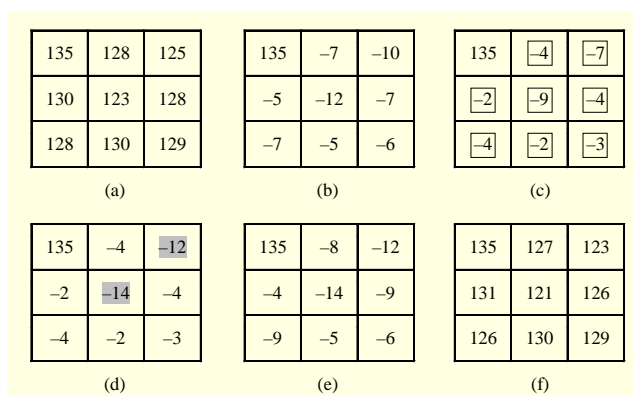 135 128 125 135 –7 –10 135 –4 –7
130 123 128 –5 –12 –7 –2 –9 –4
128 130 129 –7 –5 –6 –4 –2 –3
(a) (b) (c)
135 –4 –12 135 –8 –12 135 127 123
–2 –14 –4 –4 –14 –9 131 121 126
–4 –2 –3 –9 –5 –6 126 130 129
(d) (e) (f)